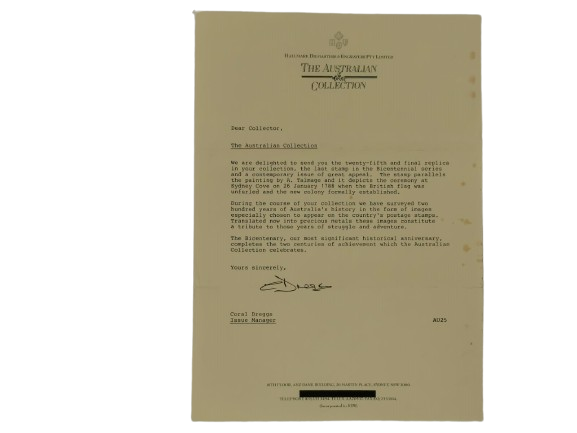 HALLMARK DECORATIONS & ENGRAVERS PTY LIMITED
THE AUSTRALIAN
COLLECTION
Dear Collector,
The Australian Collection
We are delighted to send you the twenty-fifth and final replica
in your collection, the last stamp in the Bicentennial series
and a contemporary issue of great appeal. The stamp parallels
the painting by A. Talmage and it depicts the ceremony at
Sydney Cove on 26 January 1788 when the British flag was
unfurled and the new colony formally established.
During the course of your collection we have surveyed two
hundred years of Australia's history in the form of images
especially chosen to appear on the country's postage stamps.
Translated now into precious metals these images constitute
a tribute to those years of struggle and adventure.
The Bicentenary, our most significant historical anniversary,
completes the two centuries of achievement which the Australian
Collection celebrates.
Yours sincerely,
Coral Dreggs
Issue Manager
AU25